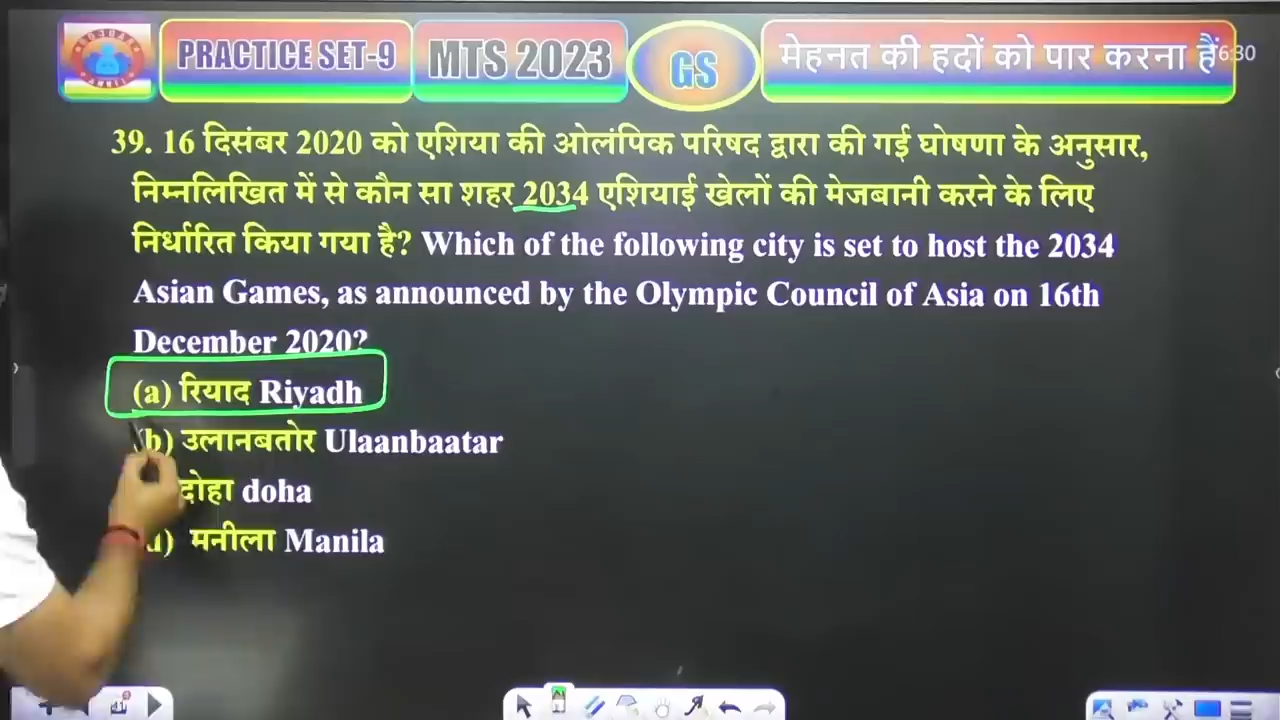 PRACTICE SET-9
MTS 2023
GS
मेहनत की हदों को पार करना हैं
39. 16 दिसंबर 2020 को एशिया की ओलंपिक परिषद द्वारा की गई घोषणा के अनुसार,
निम्नलिखित में से कौन सा शहर 2034 एशियाई खेलों की मेजबानी करने के लिए
निर्धारित किया गया है? Which of the following city is set to host the 2034
Asian Games, as announced by the Olympic Council of Asia on 16th
December 2020?
(a) रियाद Riyadh
(b) उलानबतोर Ulaanbaatar
दोहा doha
d) मनीला Manila